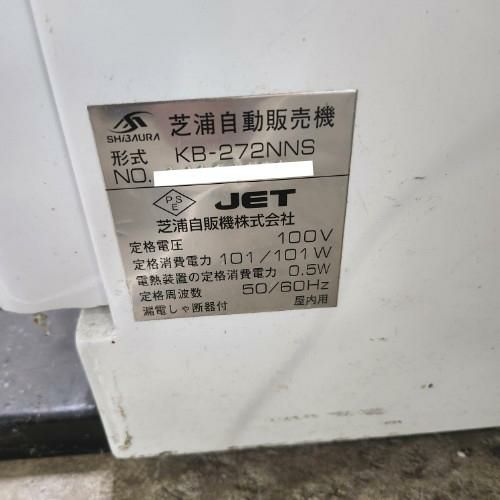 SHIBAURA 芝浦自動販売機
形式 KB-272NNS
NO.
PSE JET
芝浦自販機株式会社
定格電圧 100V
定格消費電力 101/101W
電熱装置の定格消費電力 0.5W
定格周波数 50/60Hz
漏電しゃ断器付 屋内用